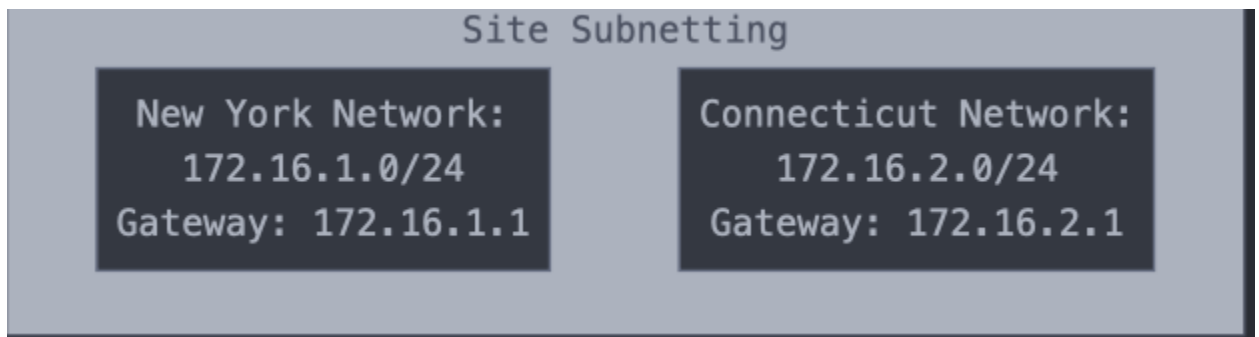 Site Subnetting
New York Network:
172.16.1.0/24
Gateway: 172.16.1.1
Connecticut Network:
172.16.2.0/24
Gateway: 172.16.2.1